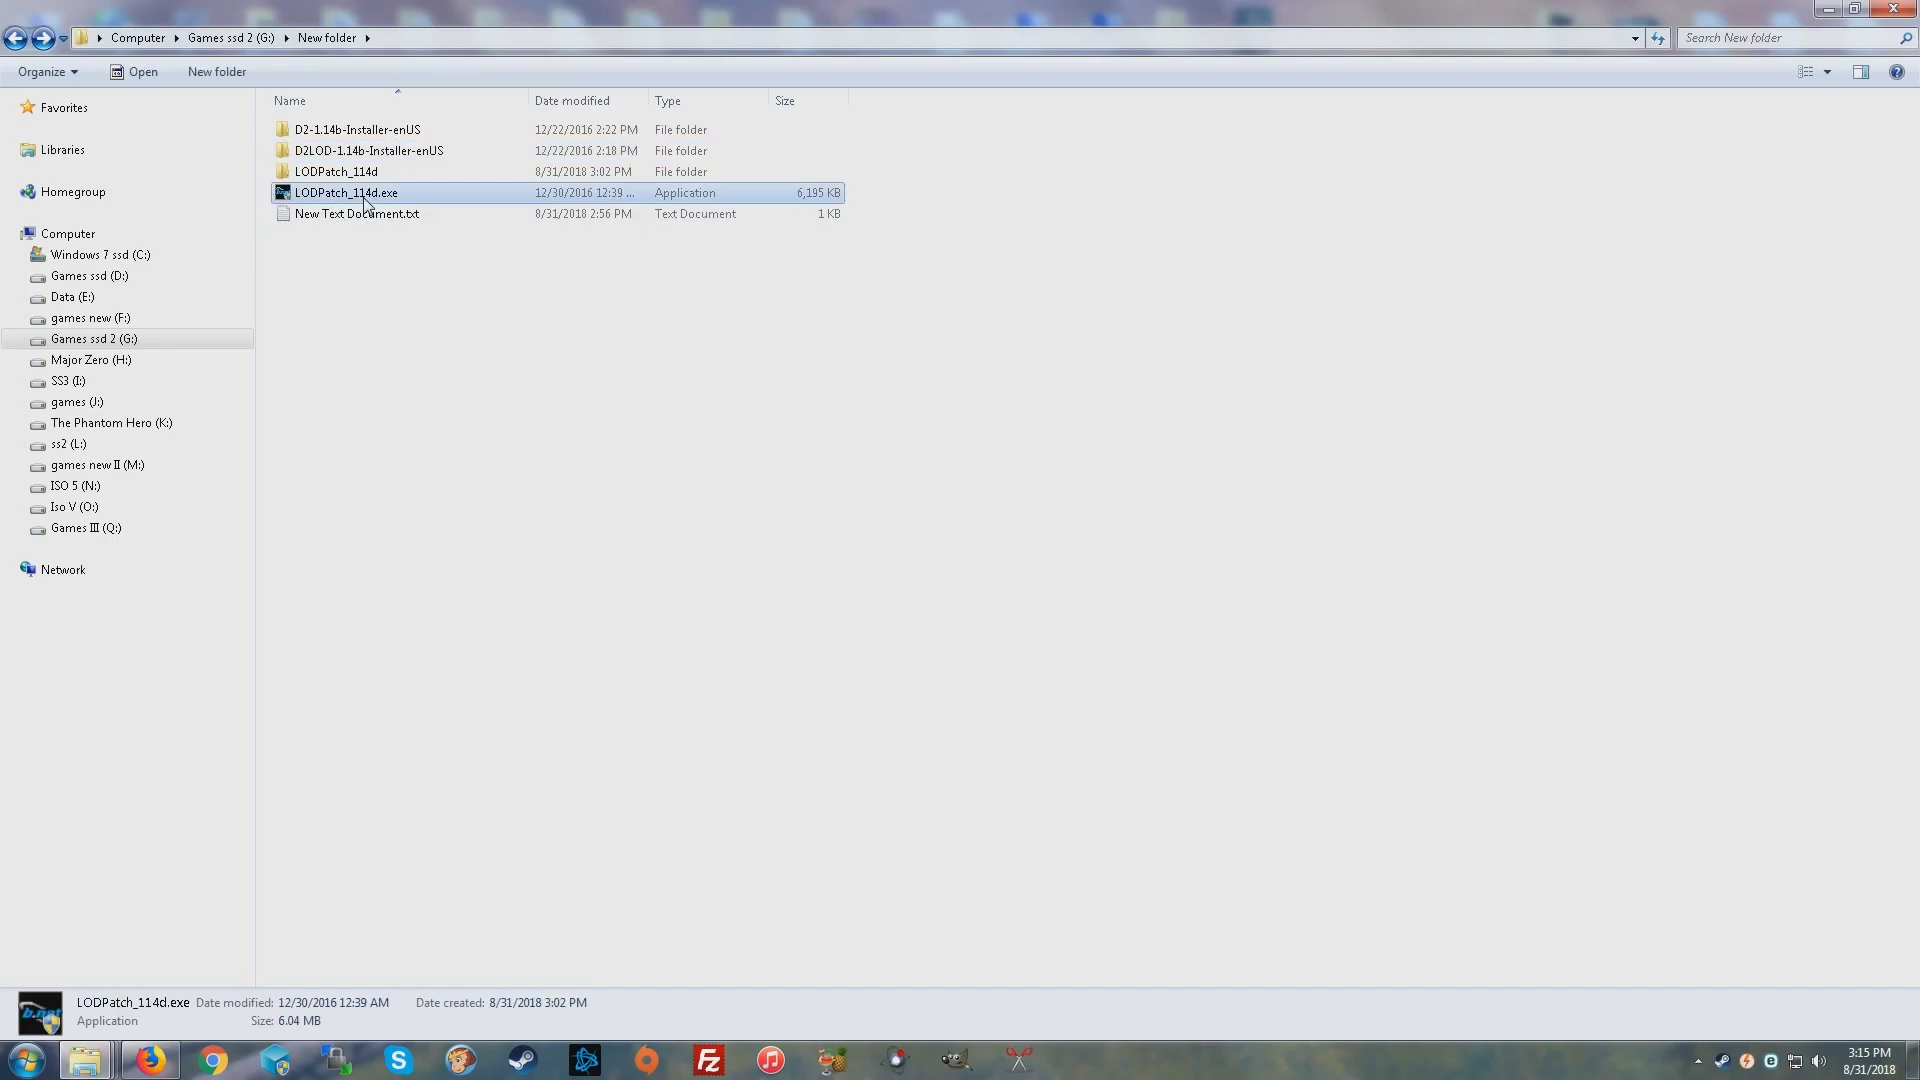 Computer Games ssd 2 (G:) New folder
Search New folder
Organize Open New folder
Name Date modified Type Size
D2-1.14b-Installer-enUS 12/22/2016 2:22 PM File folder
D2LOD-1.14b-Installer-enUS 12/22/2016 2:18 PM File folder
LODPatch_114d 8/31/2018 3:02 PM File folder
LODPatch_114d.exe 12/30/2016 12:39 ... Application 6,195 KB
New Text Document.txt 8/31/2018 2:56 PM Text Document 1 KB
Favorites
Libraries
Homegroup
Computer
Windows 7 ssd (C:)
Games ssd (D:)
Data (E:)
games new (F:)
Games ssd 2 (G:)
Major Zero (H:)
SS3 (I:)
games (J:)
The Phantom Hero (K:)
ss2 (L:)
games new II (M:)
ISO 5 (N:)
Iso V (O:)
Games III (Q:)
Network
LODPatch_114d.exe Date modified: 12/30/2016 12:39 AM Date created: 8/31/2018 3:02 PM
Application Size: 6.04 MB
b.net
3:15 PM
8/31/2018